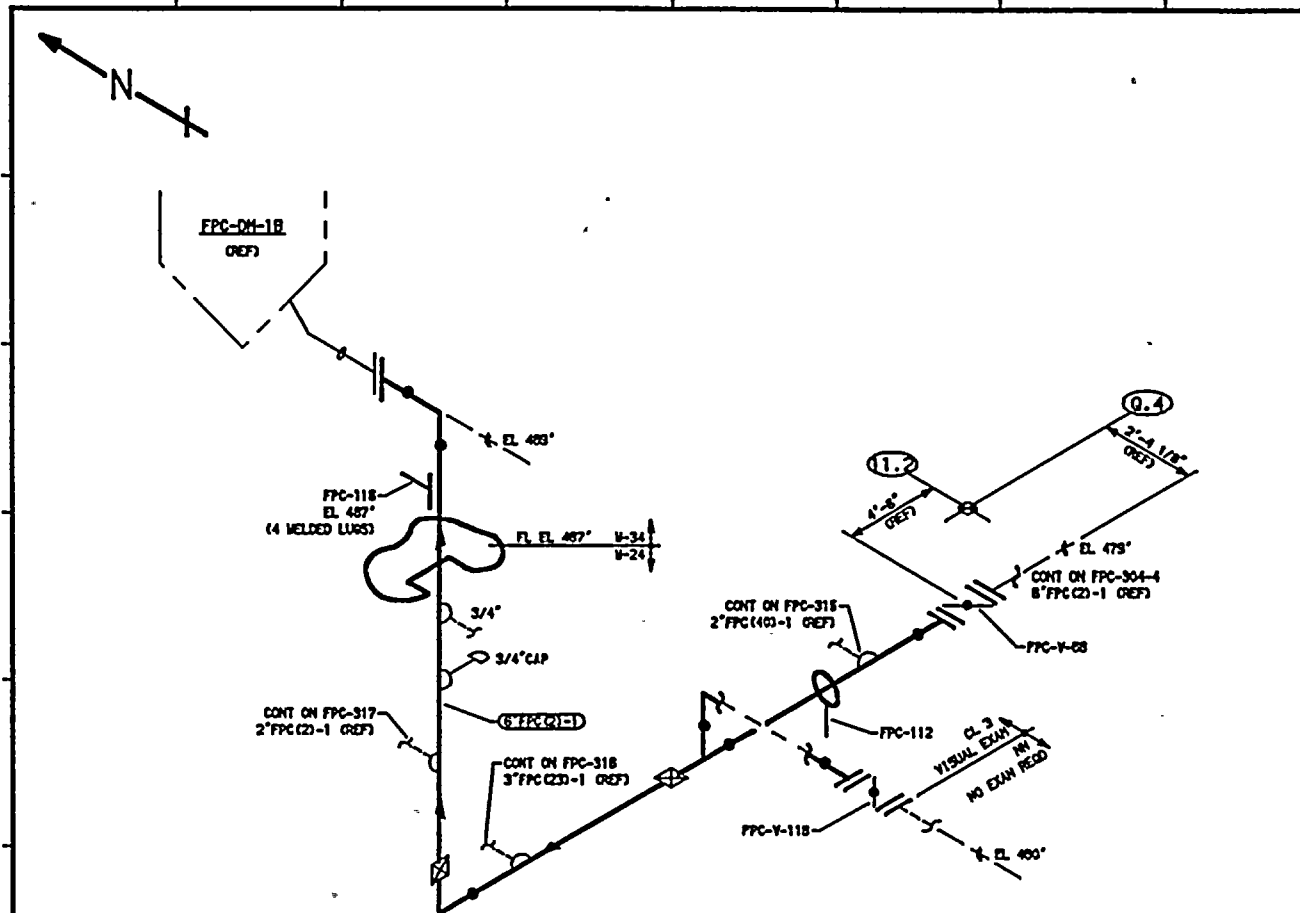 N
FPC-DM-1B
(REF)
EL 489"
Q.4
2'-4 1/8"
(REF)
11.2
4'-6"
(REF)
FPC-118
EL 487"
(4 WELDED LUGS)
FL EL 487"
W-34
W-24
EL 479"
CONT ON FPC-304-4
8"FPC(2)-1 (REF)
3/4"
CONT ON FPC-315
2"FPC(40)-1 (REF)
FPC-V-68
3/4"CAP
CONT ON FPC-317
2"FPC(2)-1 (REF)
6"FPC(2)-1
FPC-112
CL 3
VISUAL EXAM
NN
NO EXAM REQD
CONT ON FPC-318
3"FPC(23)-1 (REF)
FPC-V-118
EL 480"